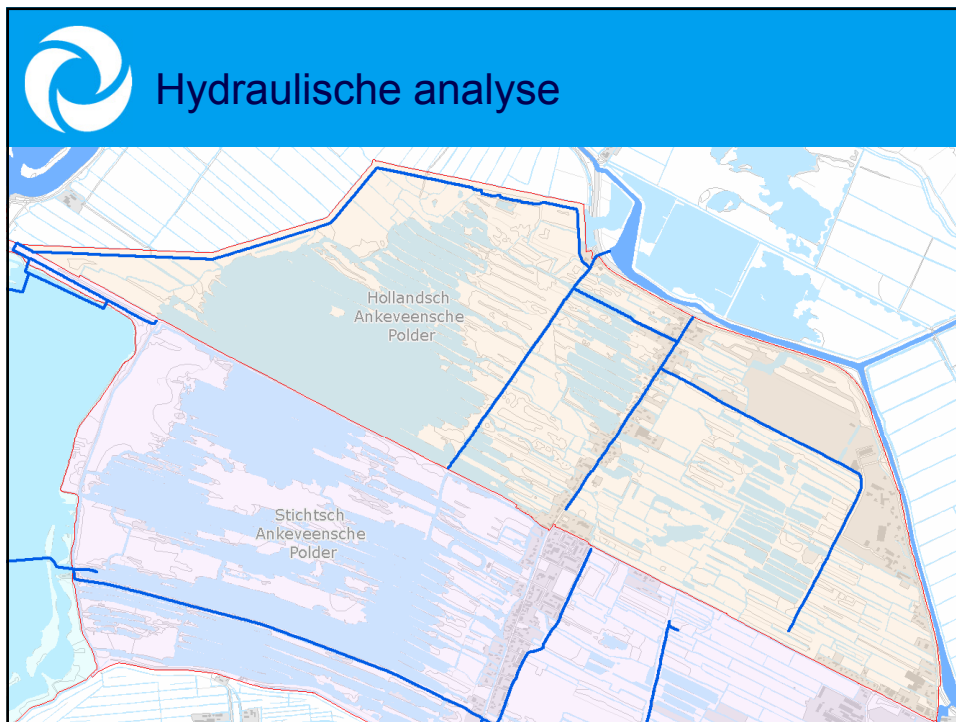 Hydraulische analyse
Hollandsch
Ankeveensche
Polder
Stichtsch
Ankeveensche
Polder